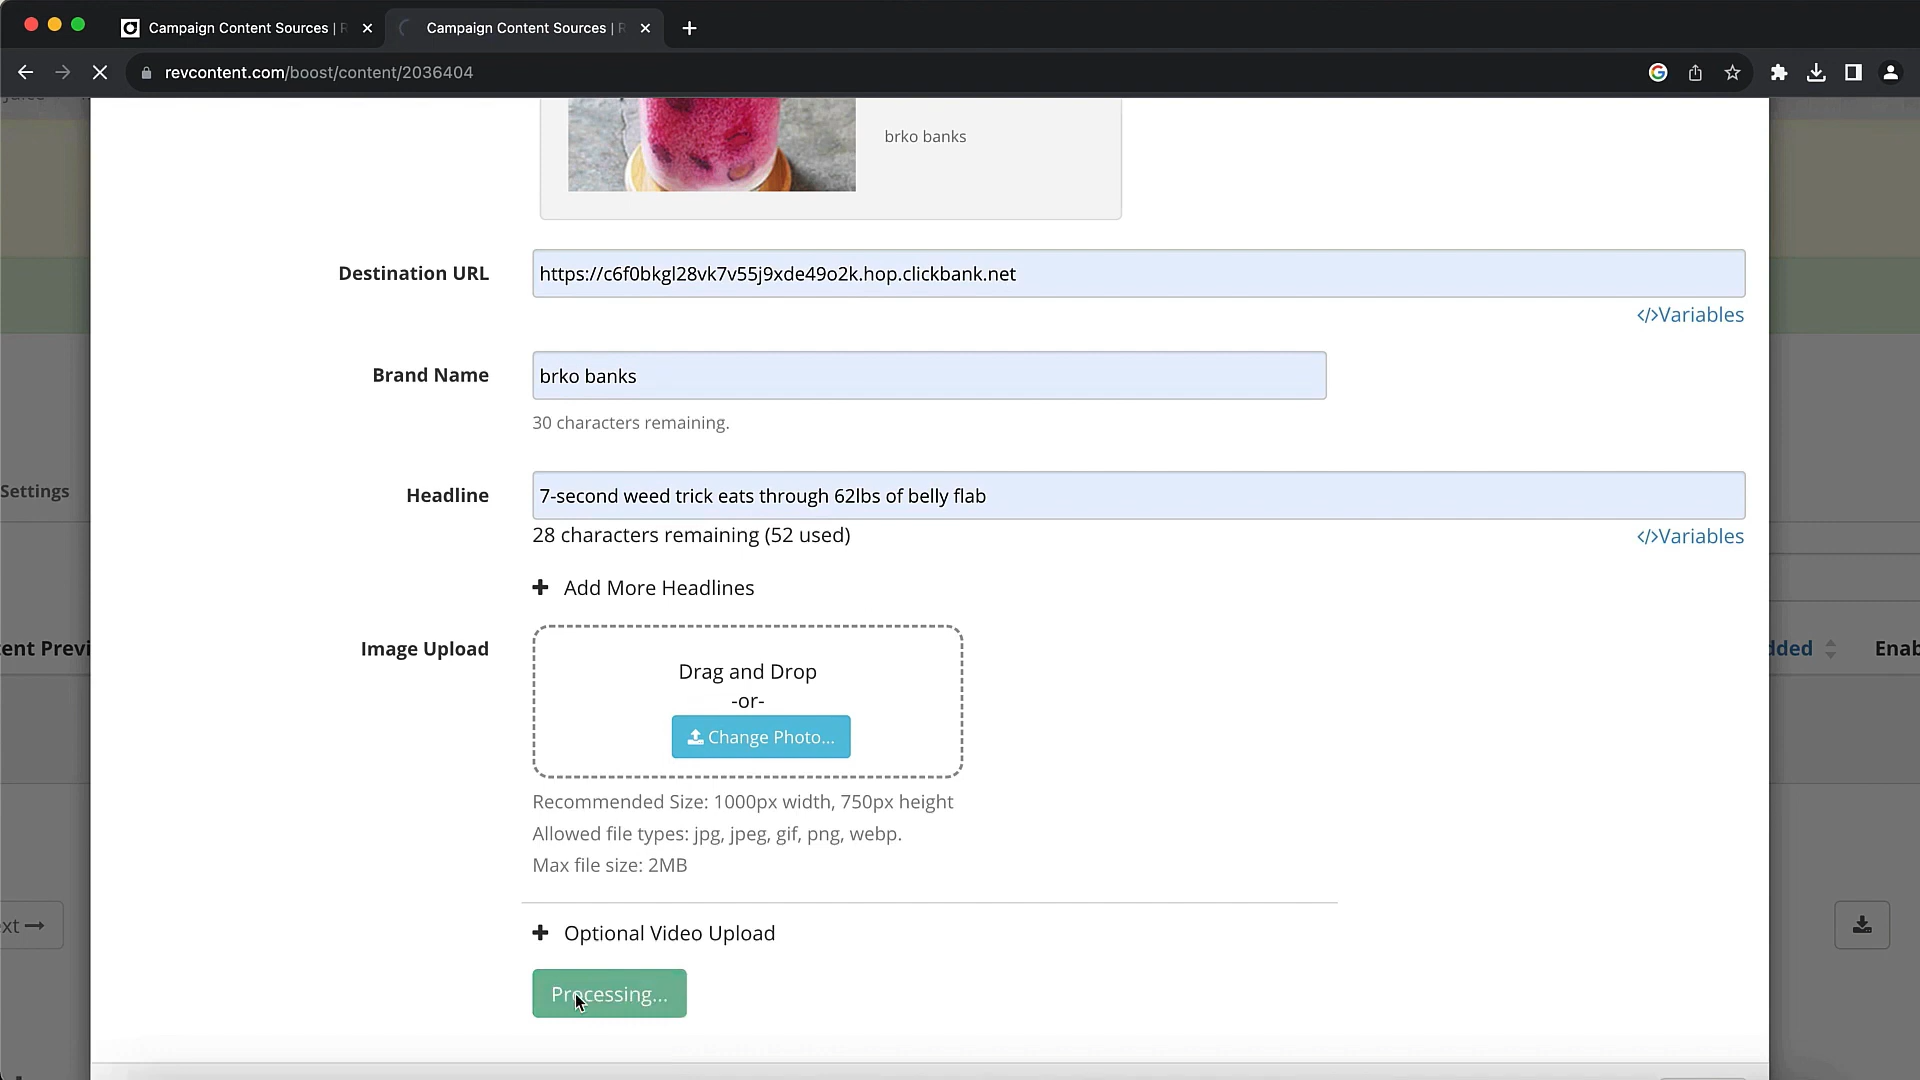 Campaign Content Sources | R
Campaign Content Sources | R
revcontent.com/boost/content/2036404
brko banks
Destination URL
https://c6f0bkgl28vk7v55j9xde49o2k.hop.clickbank.net
</>Variables
Brand Name
brko banks
30 characters remaining.
Settings
Headline
7-second weed trick eats through 62lbs of belly flab
28 characters remaining (52 used)
</>Variables
Add More Headlines
ent Previ
Image Upload
dded
Enab
Drag and Drop
-or-
Change Photo...
Recommended Size: 1000px width, 750px height
Allowed file types: jpg, jpeg, gif, png, webp.
Max file size: 2MB
xt
Optional Video Upload
Processing...